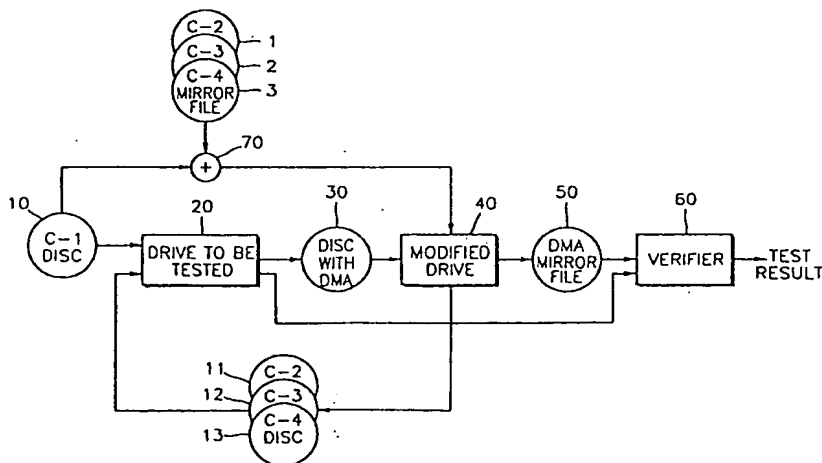 C-2
1
C-3
2
C-4
3
MIRROR
FILE
70
+
10
20
30
40
50
60
C-1
DISC
DRIVE TO BE
TESTED
DISC
WITH
DMA
MODIFIED
DRIVE
DMA
MIRROR
FILE
VERIFIER
TEST
RESULT
11
C-2
12
C-3
13
C-4
DISC